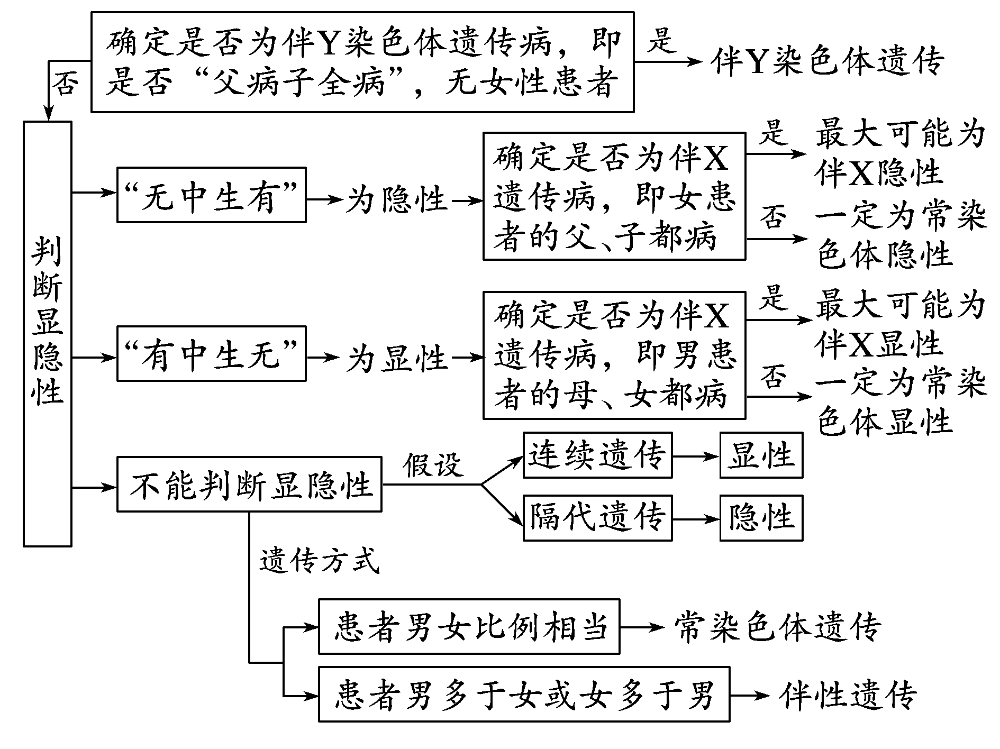 确定是否为伴Y染色体遗传病，即
是否“父病子全病”，无女性患者
是
伴Y染色体遗传
否
判断显隐性
“无中生有”
为隐性
确定是否为伴X
遗传病，即女患
者的父、子都病
是
最大可能为
伴X隐性
否
一定为常染
色体隐性
“有中生无”
为显性
确定是否为伴X
遗传病，即男患
者的母、女都病
是
最大可能为
伴X显性
否
一定为常染
色体显性
不能判断显隐性
假设
连续遗传
显性
隔代遗传
隐性
遗传方式
患者男女比例相当
常染色体遗传
患者男多于女或女多于男
伴性遗传